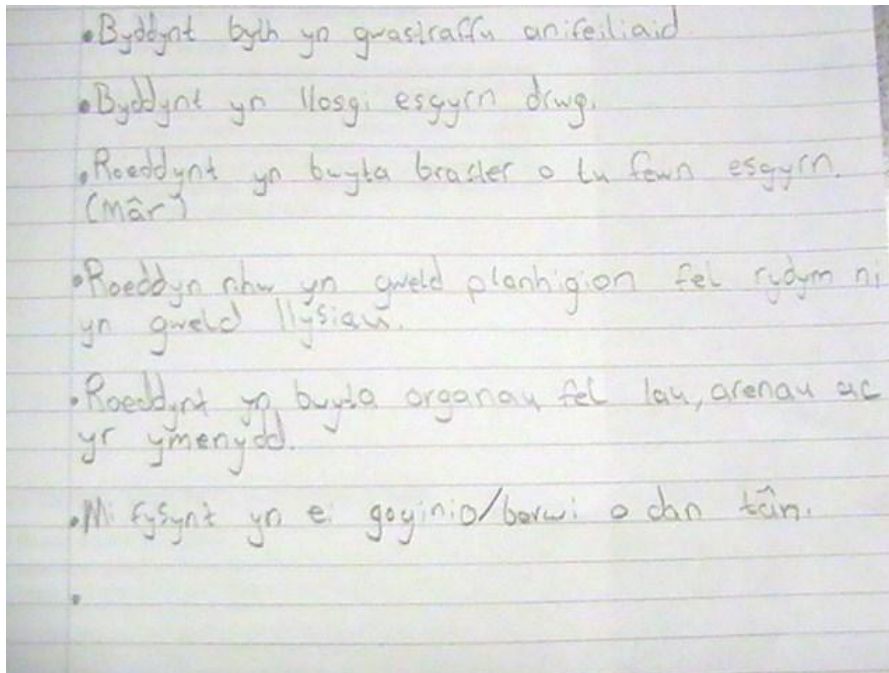 •Byddynt byth yn gwastraffu anifeiliaid
•Byddynt yn llosgi esgyrn drwg.
•Roeddynt yn bwyta braster o tu fewn esgyrn.
(mâr)
•Roeddyn nhw yn gweld planhigion fel rydym ni
yn gweld llysiau.
•Roeddynt yn bwyta organau fel Iau, arenau ac
yr ymenydd.
•Mi fysynt yn ei goginio/berwi o dan tân.
•